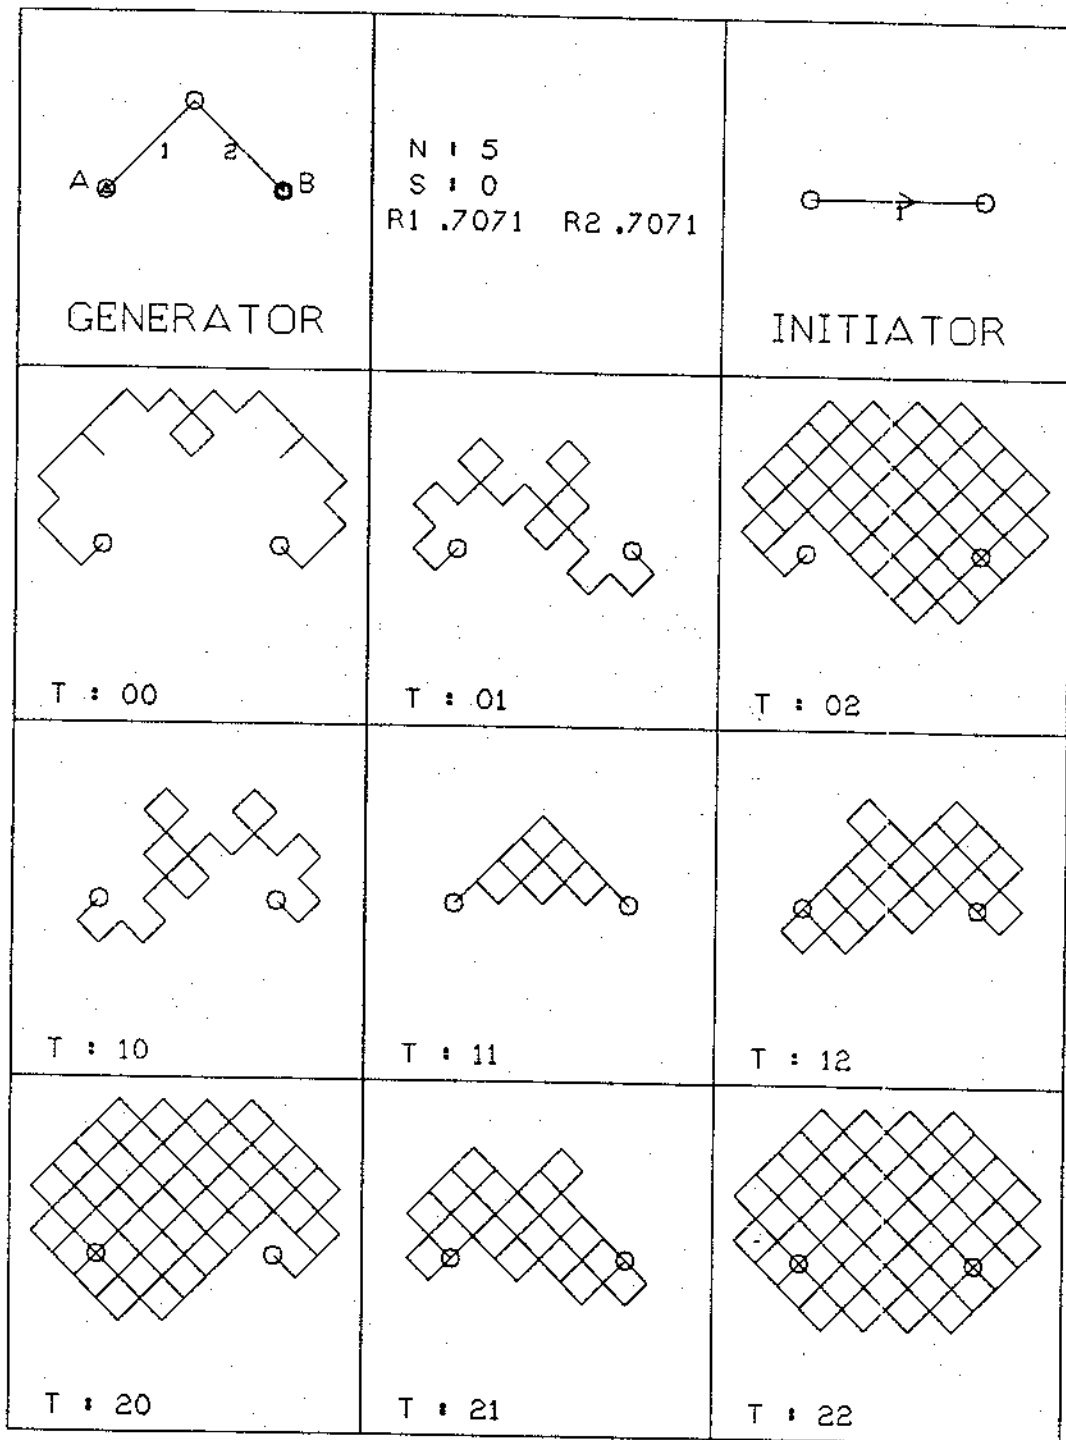 1 2
A B
GENERATOR
N : 5
S : 0
R1 .7071 R2 .7071
1
INITIATOR
T : 00
T : 01
T : 02
T : 10
T : 11
T : 12
T : 20
T : 21
T : 22